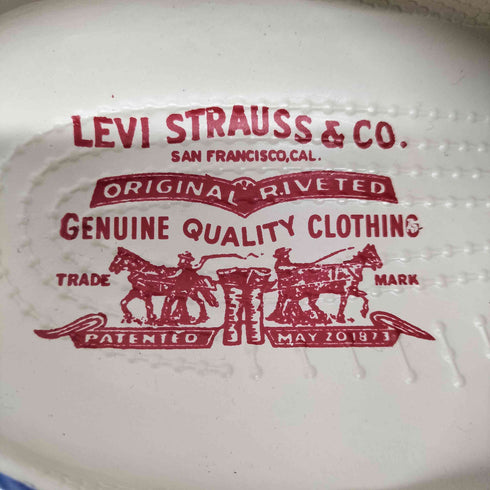 LEVI STRAUSS & CO.
SAN FRANCISCO, CAL.
ORIGINAL RIVETED
GENUINE QUALITY CLOTHING
TRADE MARK
PATENTED MAY 20 1873